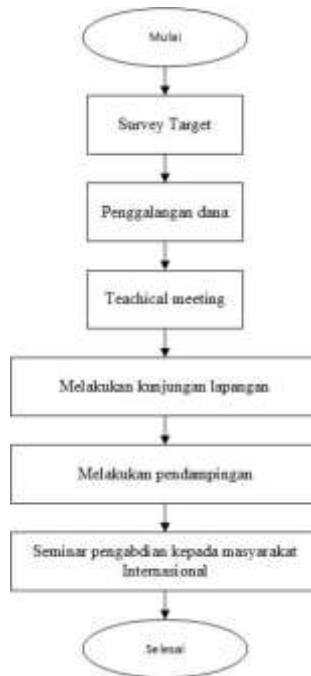 Mulai
Survey Target
Penggalangan dana
Teachical meeting
Melakukan kunjungan lapangan
Melakukan pendampingan
Seminar pengabdian kepada masyarakat
Internasional
Selesai